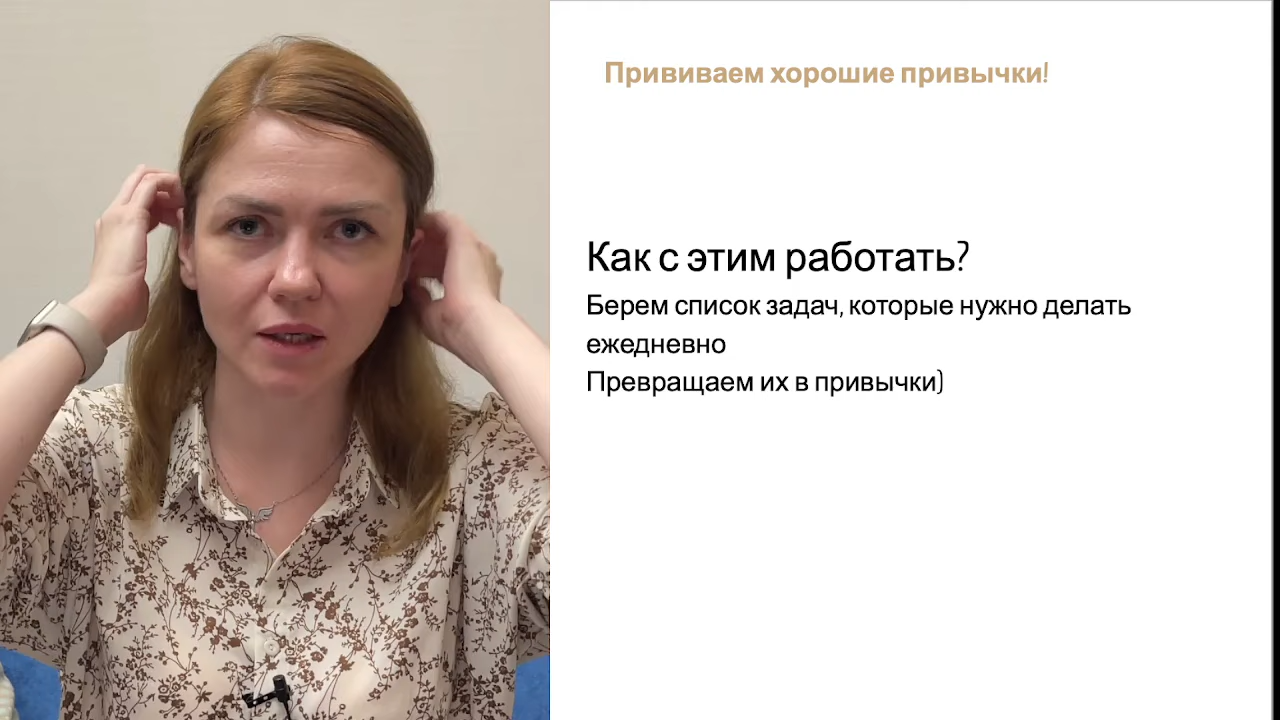 Прививаем хорошие привычки!
Как с этим работать?
Берем список задач, которые нужно делать
ежедневно
Превращаем их в привычки)